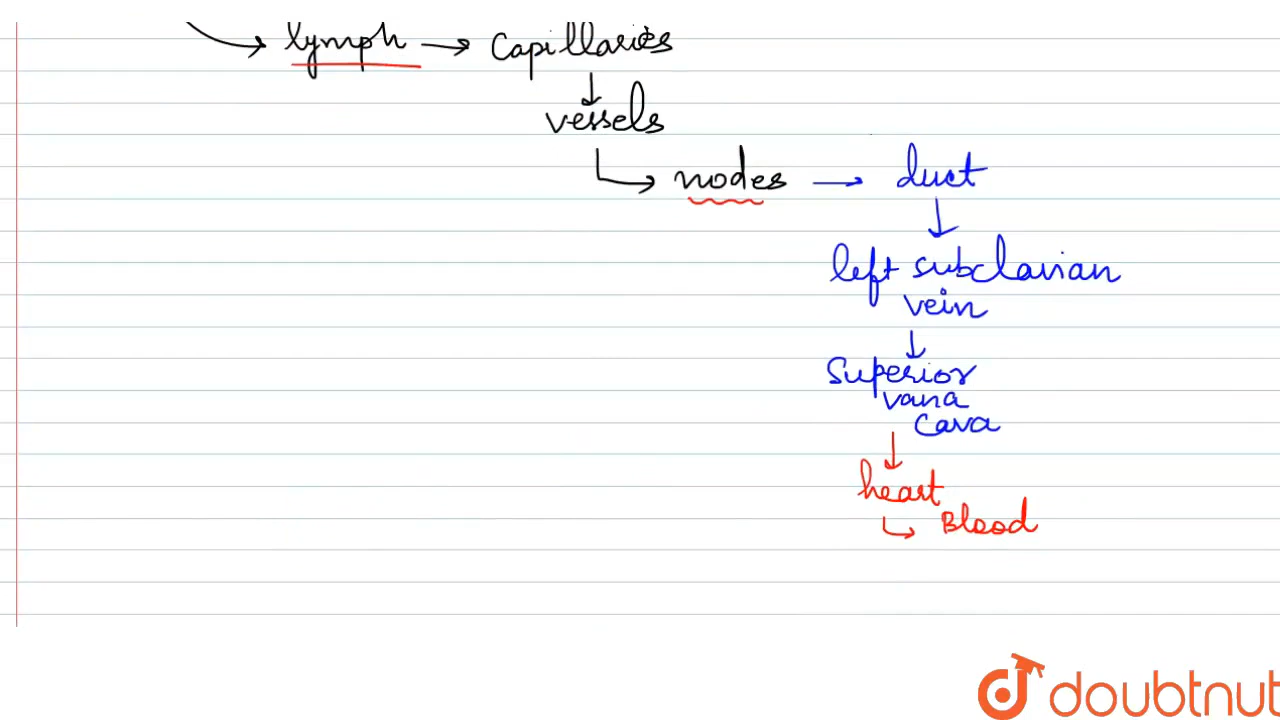 → lymph → Capillaries
↓
vessels
↳ nodes → duct
↓
left subclavian
vein
↓
Superior
vana
Cava
↓
heart
↳ Blood
doubtnut